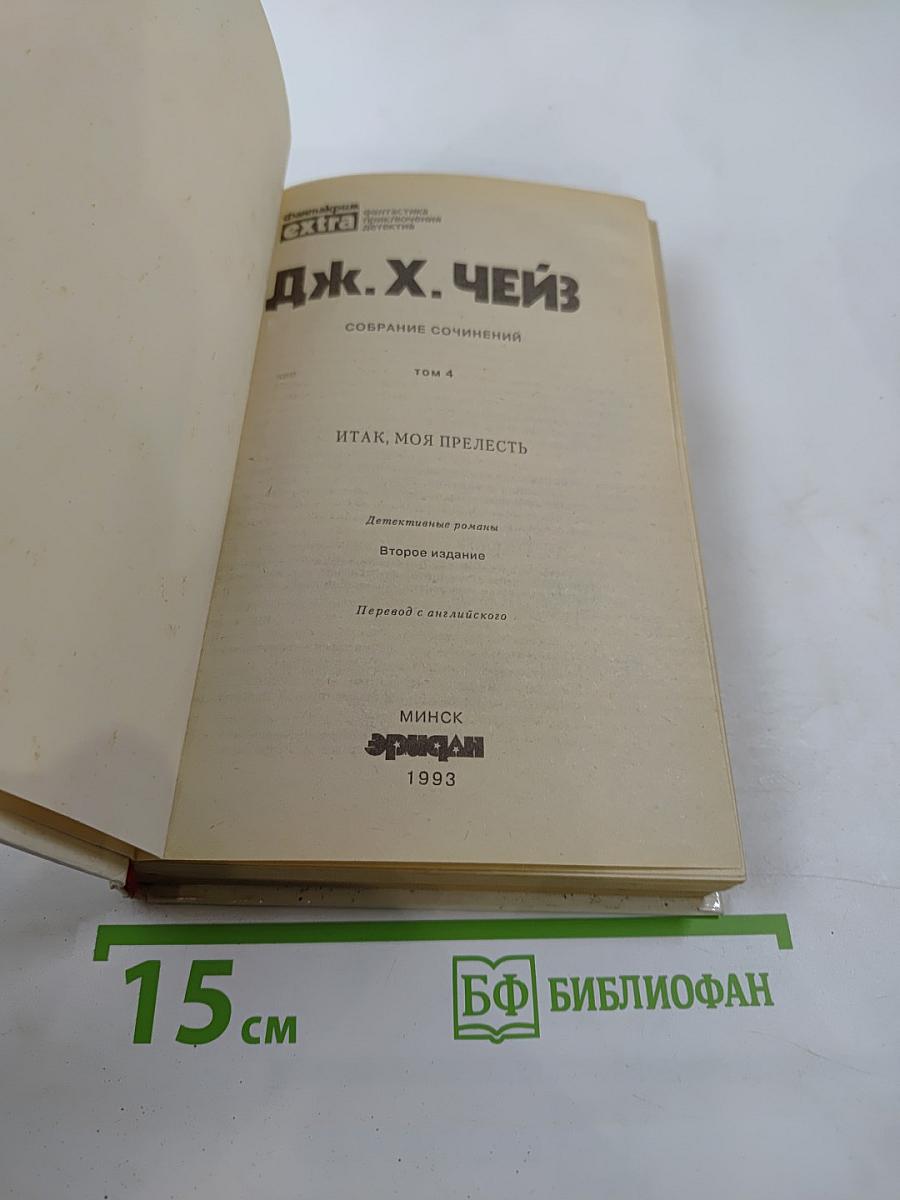 фантакрим
extra
фантастика
приключения
детектив
ДЖ. Х. ЧЕЙЗ
СОБРАНИЕ СОЧИНЕНИЙ
ТОМ 4
ИТАК, МОЯ ПРЕЛЕСТЬ
Детективные романы
Второе издание
Перевод с английского
МИНСК
Эридан
1993
15 см
БФ БИБЛИОФАН